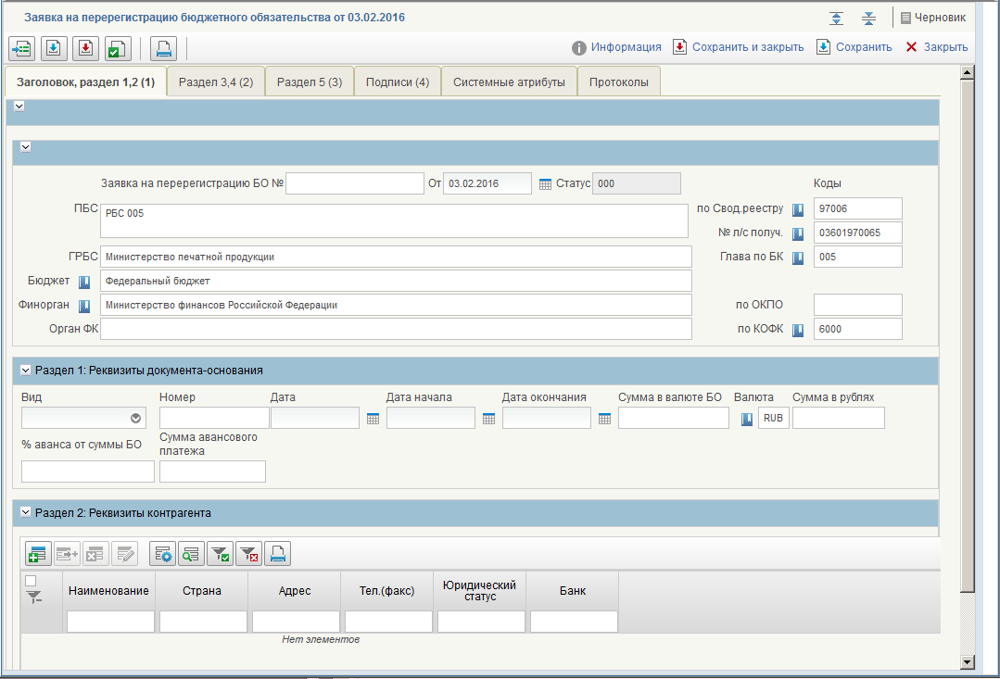 Заявка на перерегистрацию бюджетного обязательства от 03.02.2016
Черновик
Информация Сохранить и закрыть Сохранить Закрыть
Заголовок, раздел 1,2 (1) Раздел 3,4 (2) Раздел 5 (3) Подписи (4) Системные атрибуты Протоколы
Заявка на перерегистрацию БО № От 03.02.2016 Статус 000 Коды
ПБС РБС 005 по Свод.реестру 97006
№ л/с получ. 03601970065
ГРБС Министерство печатной продукции Глава по БК 005
Бюджет Федеральный бюджет
Финорган Министерство финансов Российской Федерации по ОКПО
Орган ФК по КОФК 6000
Раздел 1: Реквизиты документа-основания
Вид Номер Дата Дата начала Дата окончания Сумма в валюте БО Валюта Сумма в рублях
RUB
% аванса от суммы БО Сумма авансового
платежа
Раздел 2: Реквизиты контрагента
Наименование Страна Адрес Тел.(факс) Юридический
статус Банк
Нет элементов